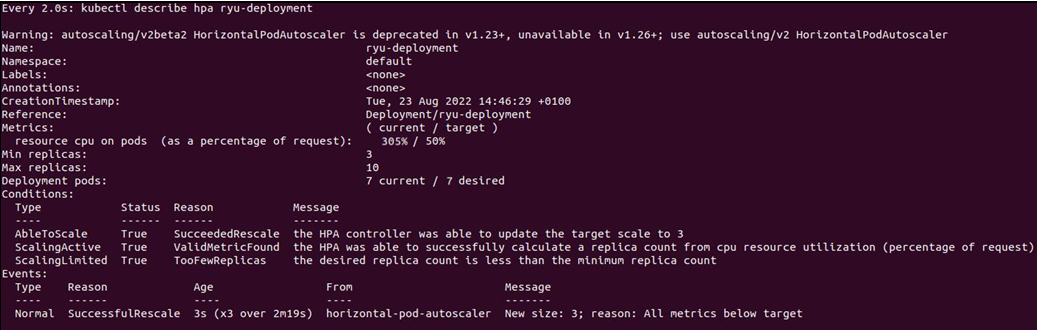 Every 2.0s: kubectl describe hpa ryu-deployment
Warning: autoscaling/v2beta2 HorizontalPodAutoscaler is deprecated in v1.23+, unavailable in v1.26+; use autoscaling/v2 HorizontalPodAutoscaler
Name: ryu-deployment
Namespace: default
Labels: <none>
Annotations: <none>
CreationTimestamp: Tue, 23 Aug 2022 14:46:29 +0100
Reference: Deployment/ryu-deployment
Metrics: ( current / target )
resource cpu on pods (as a percentage of request): 305% / 50%
Min replicas: 3
Max replicas: 10
Deployment pods: 7 current / 7 desired
Conditions:
Type Status Reason Message
---- ------ ------ -------
AbleToScale True SucceededRescale the HPA controller was able to update the target scale to 3
ScalingActive True ValidMetricFound the HPA was able to successfully calculate a replica count from cpu resource utilization (percentage of request)
ScalingLimited True TooFewReplicas the desired replica count is less than the minimum replica count
Events:
Type Reason Age From Message
---- ------ ---- ---- -------
Normal SuccessfulRescale 3s (x3 over 2m19s) horizontal-pod-autoscaler New size: 3; reason: All metrics below target